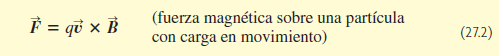 F⃗ = qv⃗ × B⃗ (fuerza magnética sobre una partícula
con carga en movimiento) (27.2)